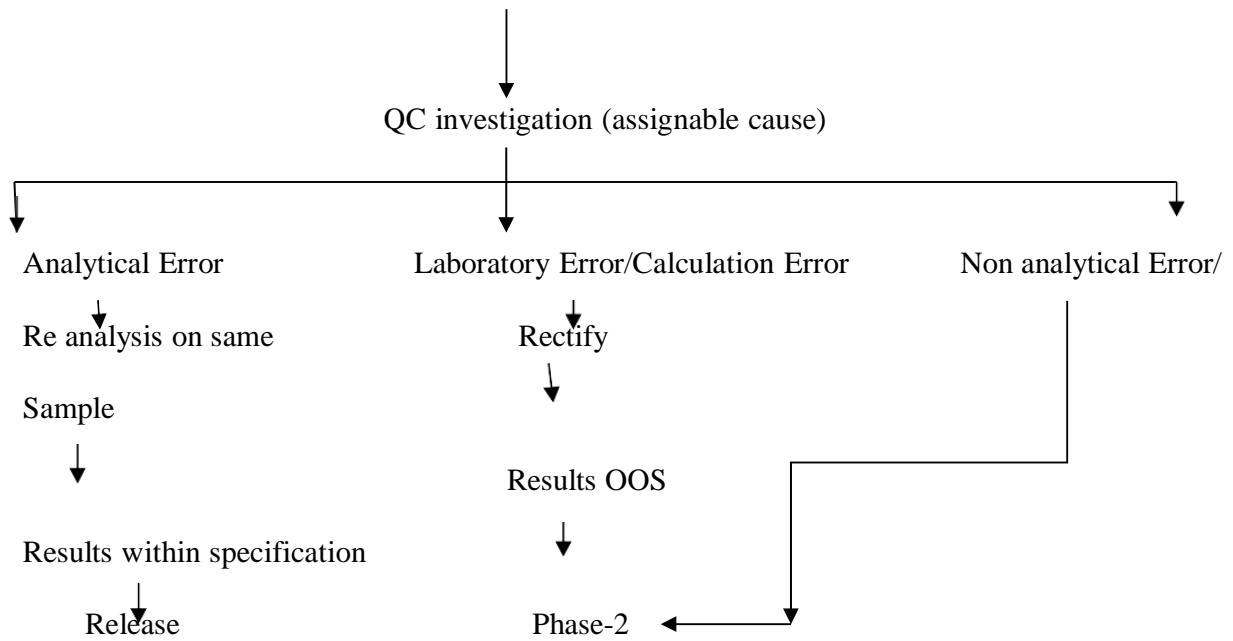 QC investigation (assignable cause)
Analytical Error
Laboratory Error/Calculation Error
Non analytical Error/
Re analysis on same
Rectify
Sample
Results OOS
Results within specification
Release
Phase-2